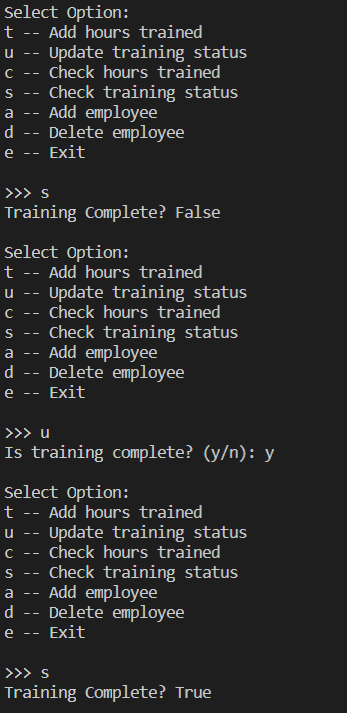 Select Option:
t -- Add hours trained
u -- Update training status
c -- Check hours trained
s -- Check training status
a -- Add employee
d -- Delete employee
e -- Exit
>>> s
Training Complete? False
Select Option:
t -- Add hours trained
u -- Update training status
c -- Check hours trained
s -- Check training status
a -- Add employee
d -- Delete employee
e -- Exit
>>> u
Is training complete? (y/n): y
Select Option:
t -- Add hours trained
u -- Update training status
c -- Check hours trained
s -- Check training status
a -- Add employee
d -- Delete employee
e -- Exit
>>> s
Training Complete? True